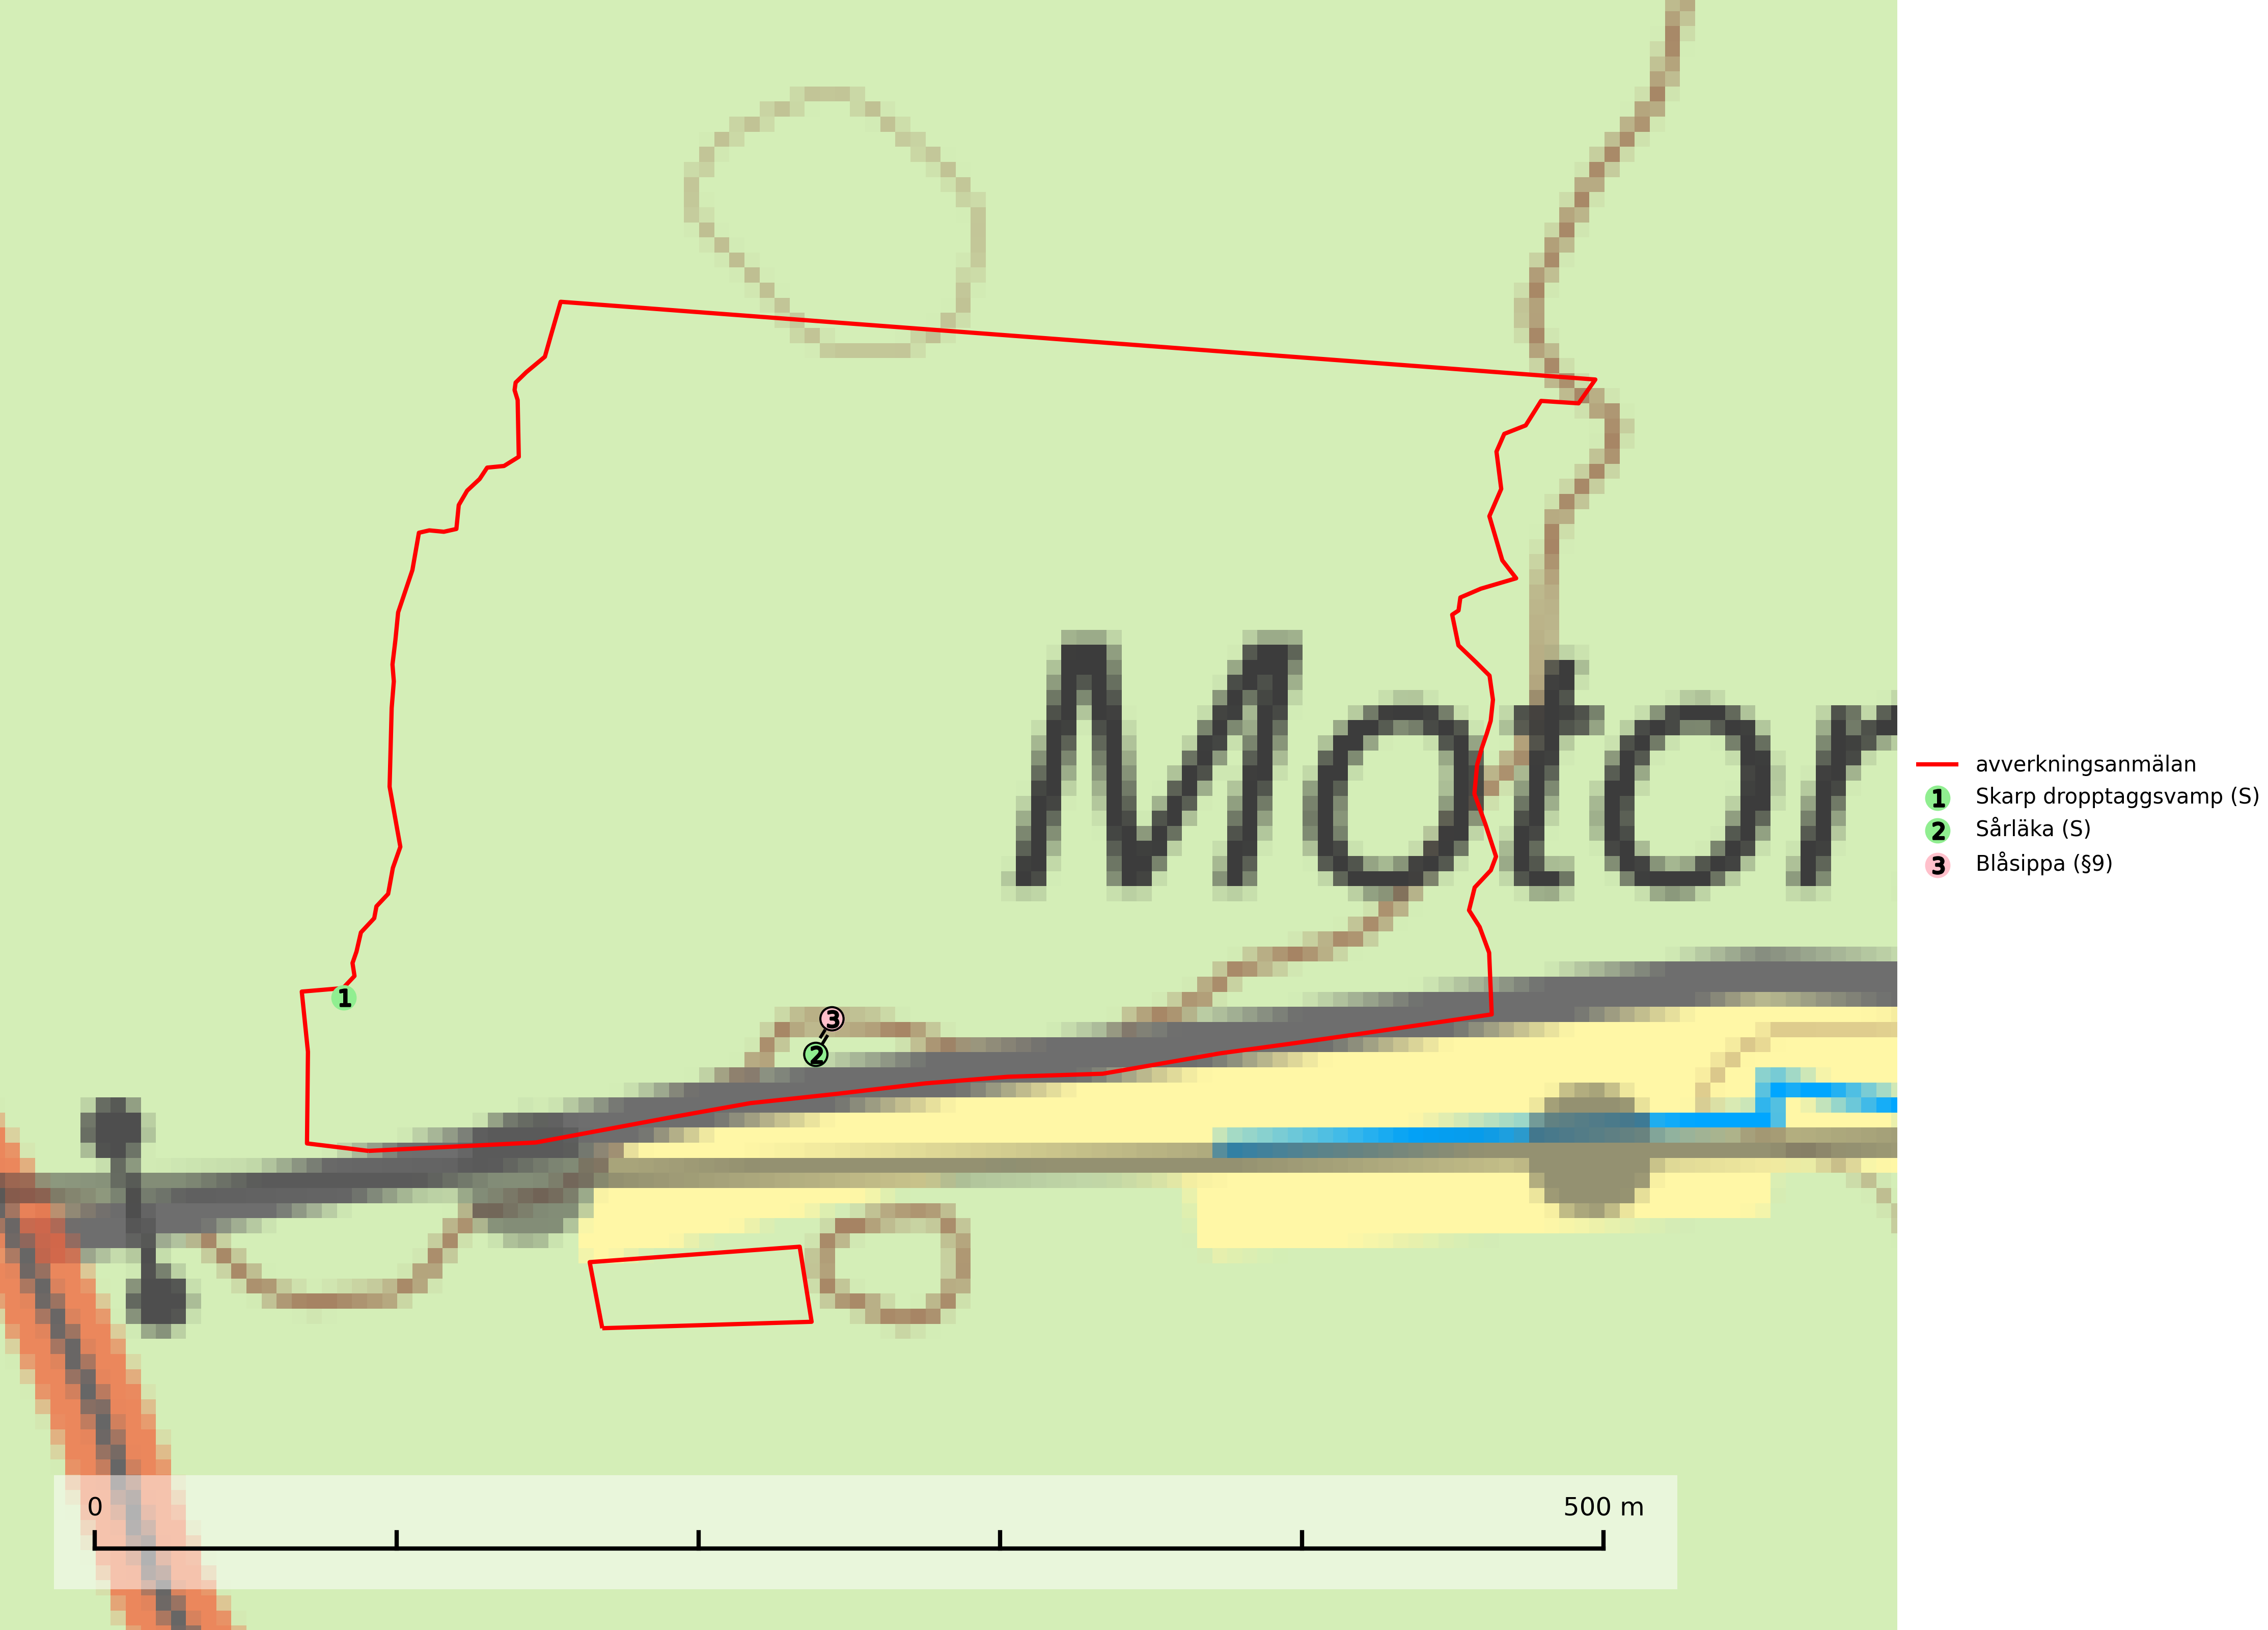 Motor
avverkningsanmälan
1 Skarp dropptaggsvamp (S)
2 Sårläka (S)
3 Blåsippa (§9)
1
3
2
0 500 m